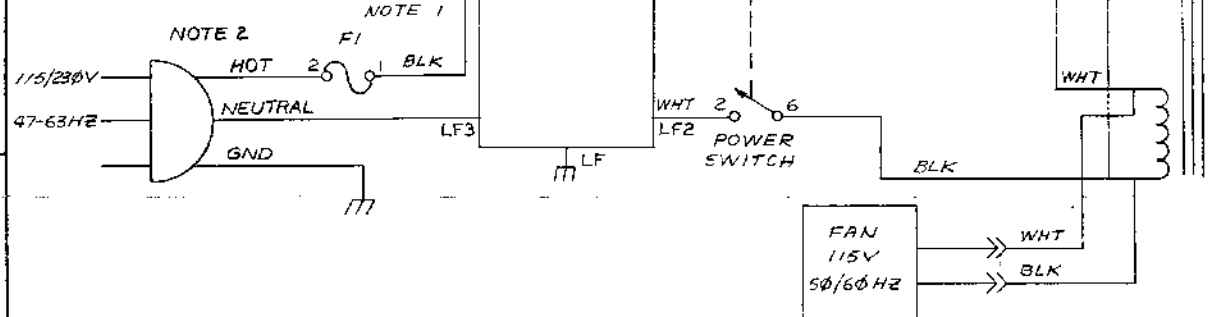 NOTE 1
NOTE 2
F1
HOT
2
1
BLK
115/230V
WHT
NEUTRAL
WHT
2
6
47-63HZ
LF3
LF2
POWER
SWITCH
GND
LF
BLK
FAN
115V
50/60HZ
WHT
BLK